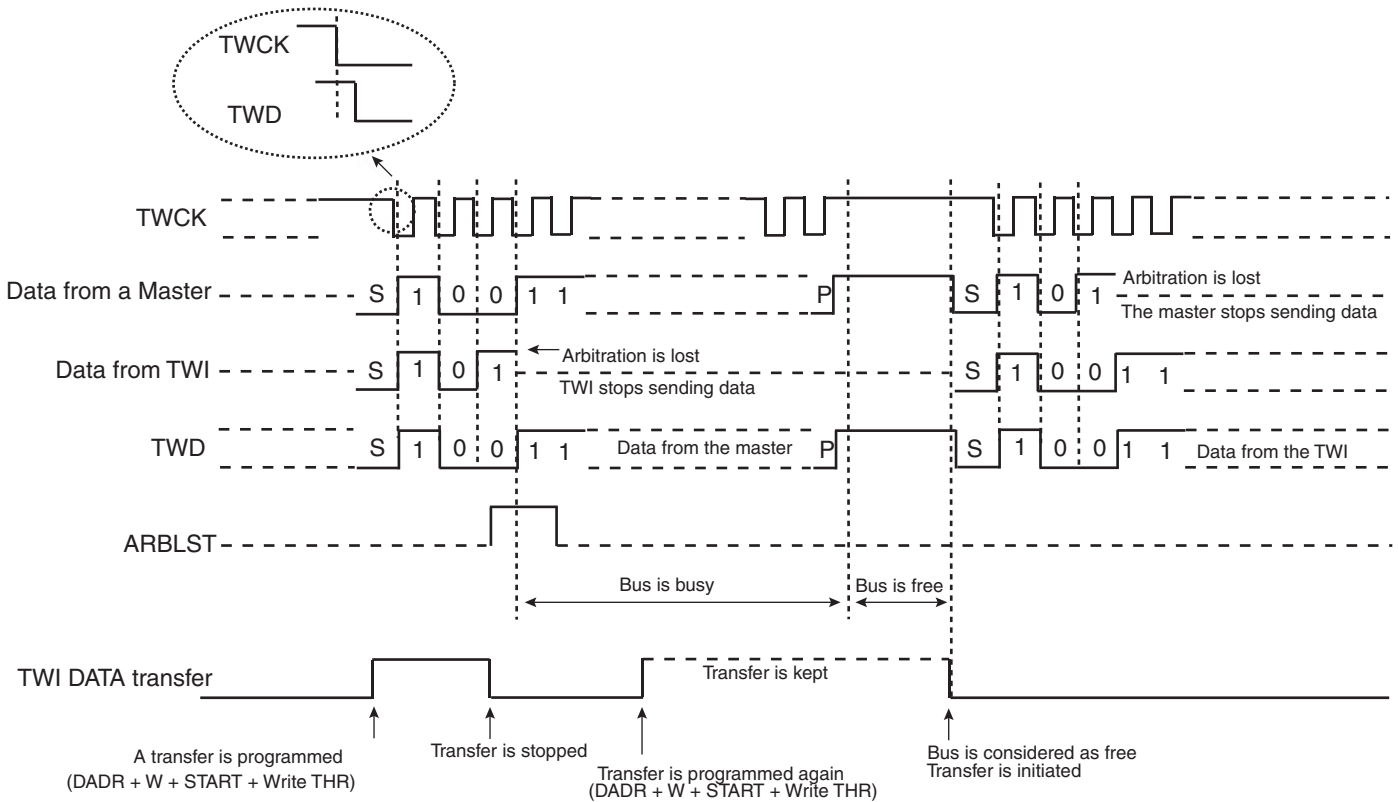 TWCK
TWD
TWCK
Data from a Master
S 1 0 0 1 1
P
S 1 0 1
Arbitration is lost
The master stops sending data
Data from TWI
S 1 0 1
Arbitration is lost
TWI stops sending data
S 1 0 0 1 1
TWD
S 1 0 0 1 1
Data from the master
P
S 1 0 0 1 1
Data from the TWI
ARBLST
Bus is busy
Bus is free
TWI DATA transfer
Transfer is kept
A transfer is programmed
(DADR + W + START + Write THR)
Transfer is stopped
Transfer is programmed again
(DADR + W + START + Write THR)
Bus is considered as free
Transfer is initiated